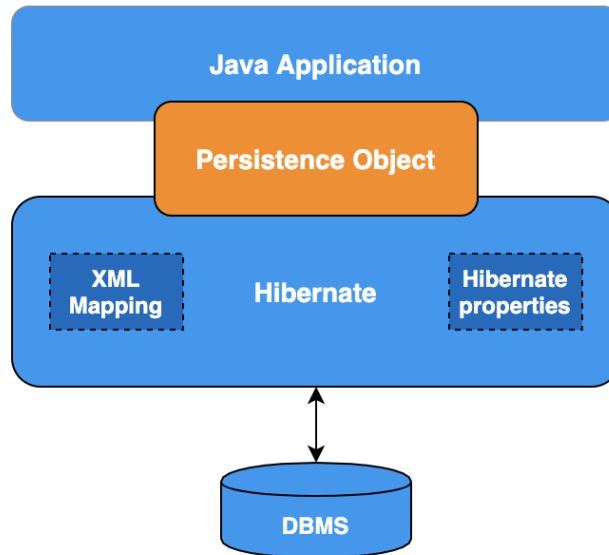 Java Application
Persistence Object
XML
Mapping
Hibernate
Hibernate
properties
DBMS